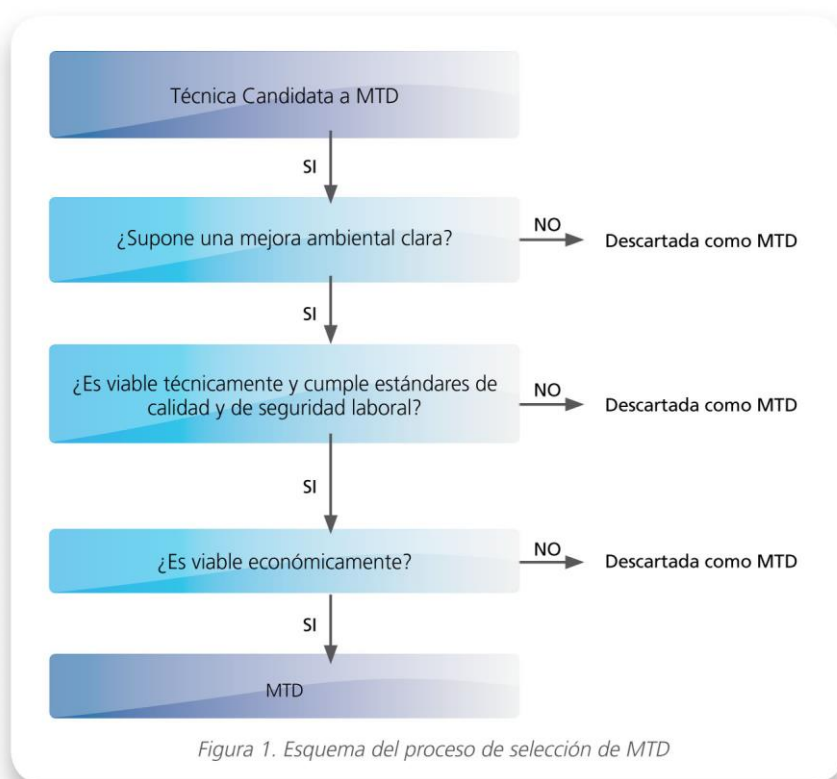 Técnica Candidata a MTD
SI
¿Supone una mejora ambiental clara?
NO
Descartada como MTD
SI
¿Es viable técnicamente y cumple estándares de
calidad y de seguridad laboral?
NO
Descartada como MTD
SI
¿Es viable económicamente?
NO
Descartada como MTD
SI
MTD
Figura 1. Esquema del proceso de selección de MTD